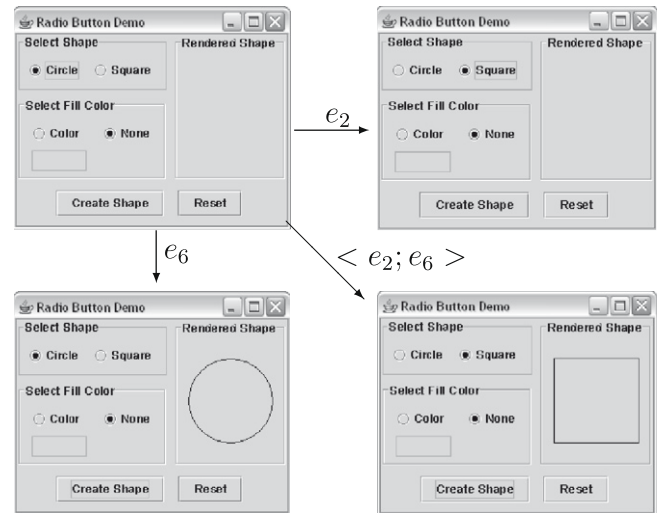 Radio Button Demo
Select Shape
Circle Square
Select Fill Color
Color None
Rendered Shape
Create Shape Reset
e2
Radio Button Demo
Select Shape
Circle Square
Select Fill Color
Color None
Rendered Shape
Create Shape Reset
e6
< e2; e6 >
Radio Button Demo
Select Shape
Circle Square
Select Fill Color
Color None
Rendered Shape
Create Shape Reset
Radio Button Demo
Select Shape
Circle Square
Select Fill Color
Color None
Rendered Shape
Create Shape Reset